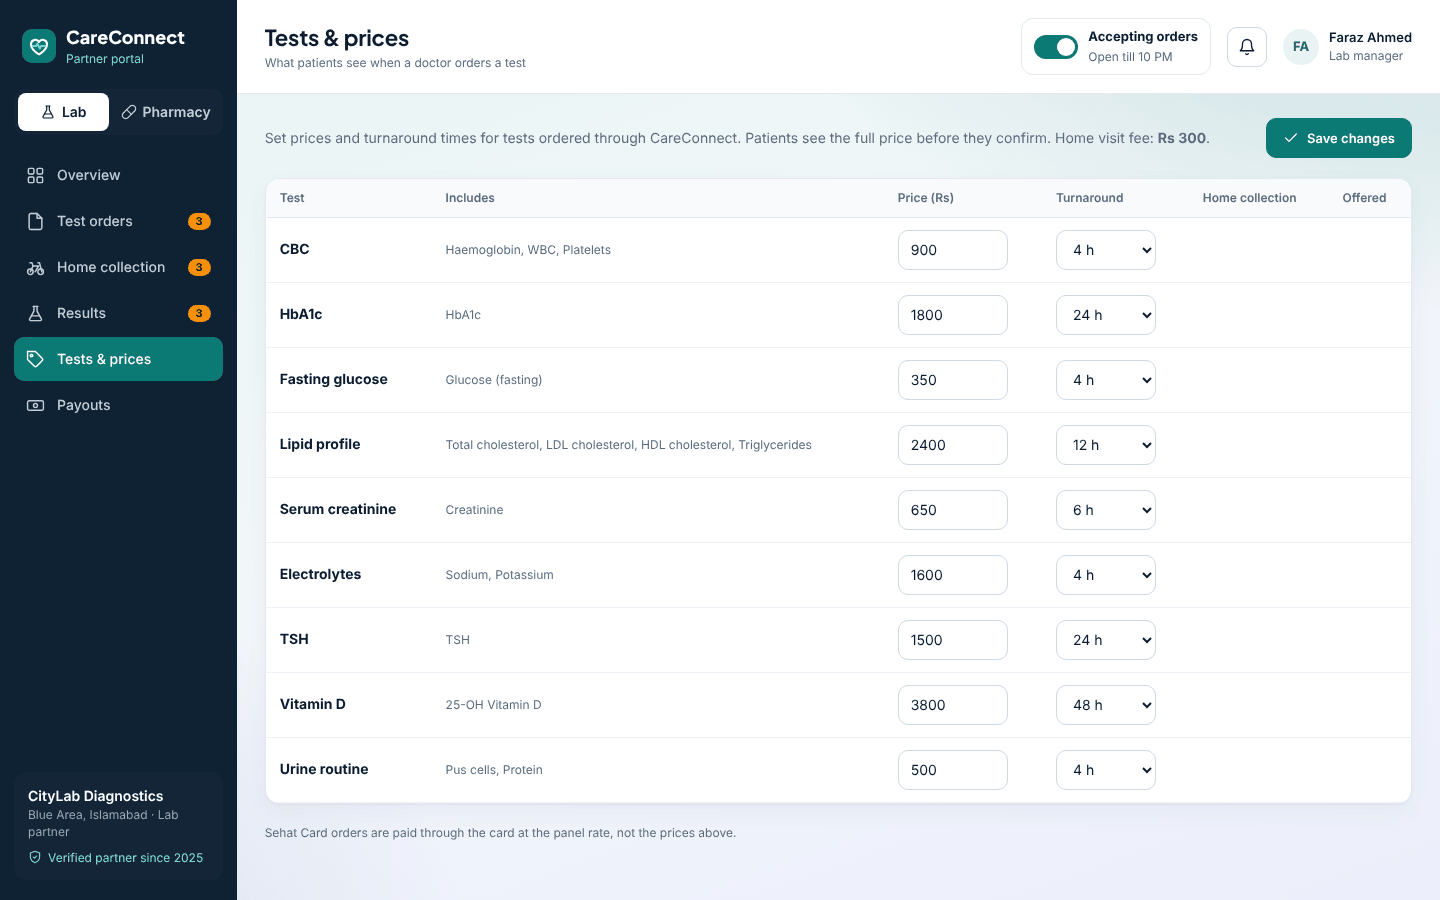 CareConnect
Partner portal
Lab
Pharmacy
Overview
Test orders 3
Home collection 3
Results 3
Tests & prices
Payouts
CityLab Diagnostics
Blue Area, Islamabad · Lab
partner
Verified partner since 2025
Tests & prices
What patients see when a doctor orders a test
Accepting orders
Open till 10 PM
FA
Faraz Ahmed
Lab manager
Set prices and turnaround times for tests ordered through CareConnect. Patients see the full price before they confirm. Home visit fee: Rs 300.
Save changes
Test Includes Price (Rs) Turnaround Home collection Offered
CBC Haemoglobin, WBC, Platelets 900 4 h
HbA1c HbA1c 1800 24 h
Fasting glucose Glucose (fasting) 350 4 h
Lipid profile Total cholesterol, LDL cholesterol, HDL cholesterol, Triglycerides 2400 12 h
Serum creatinine Creatinine 650 6 h
Electrolytes Sodium, Potassium 1600 4 h
TSH TSH 1500 24 h
Vitamin D 25-OH Vitamin D 3800 48 h
Urine routine Pus cells, Protein 500 4 h
Sehat Card orders are paid through the card at the panel rate, not the prices above.